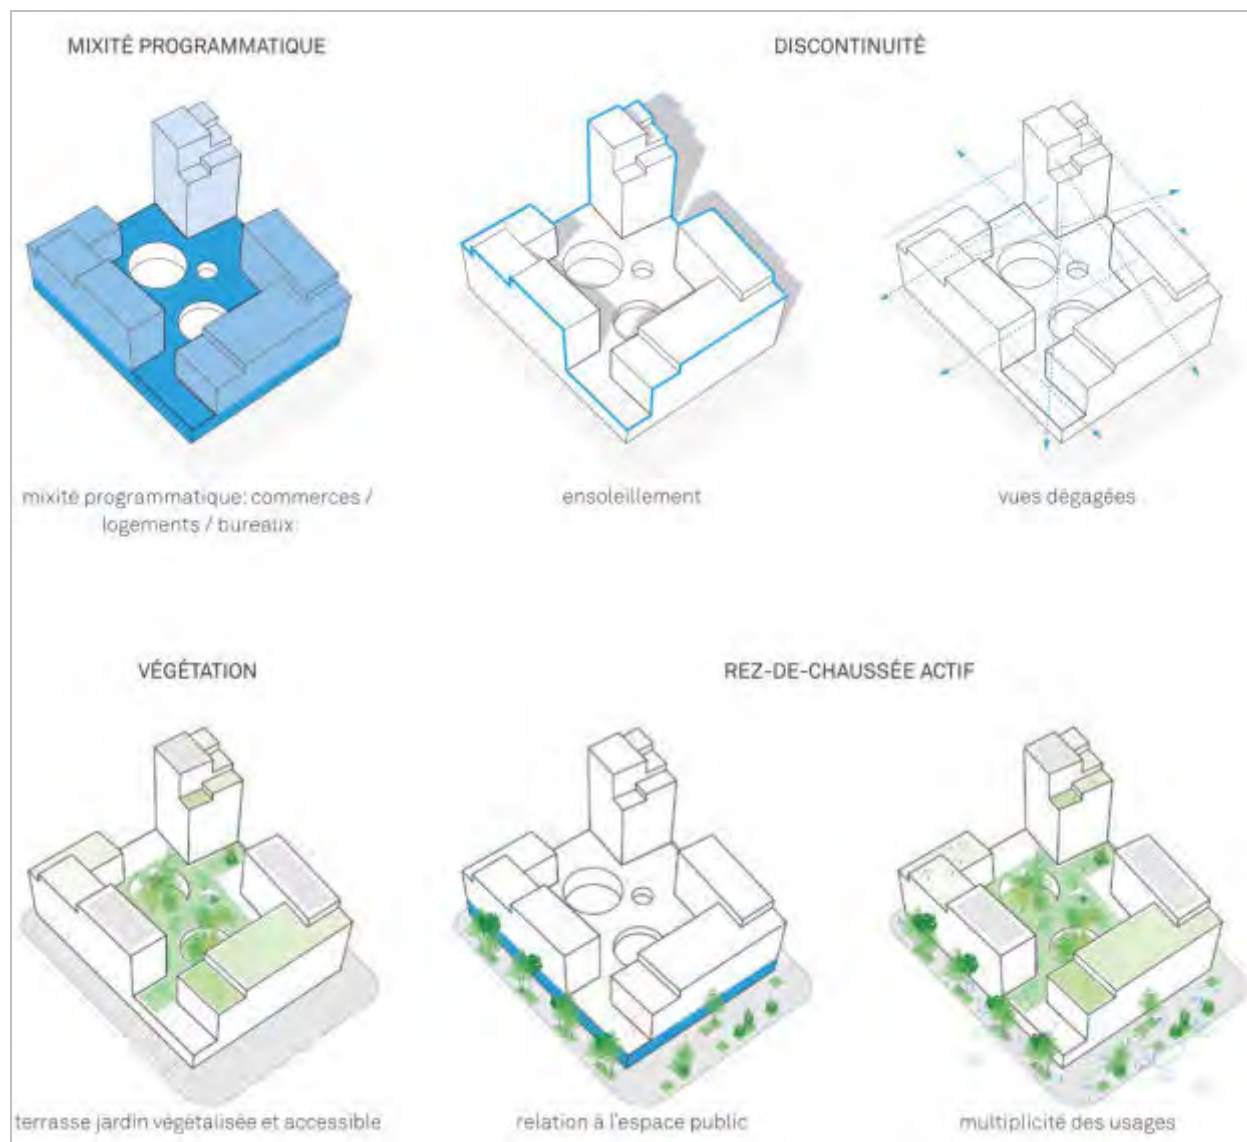 MIXITÉ PROGRAMMATIQUE
DISCONTINUITÉ
mixité programmatique: commerces /
logements / bureaux
ensoleillement
vues dégagées
VÉGÉTATION
REZ-DE-CHAUSSÉE ACTIF
terrasse jardin végétalisée et accessible
relation à l'espace public
multiplicité des usages